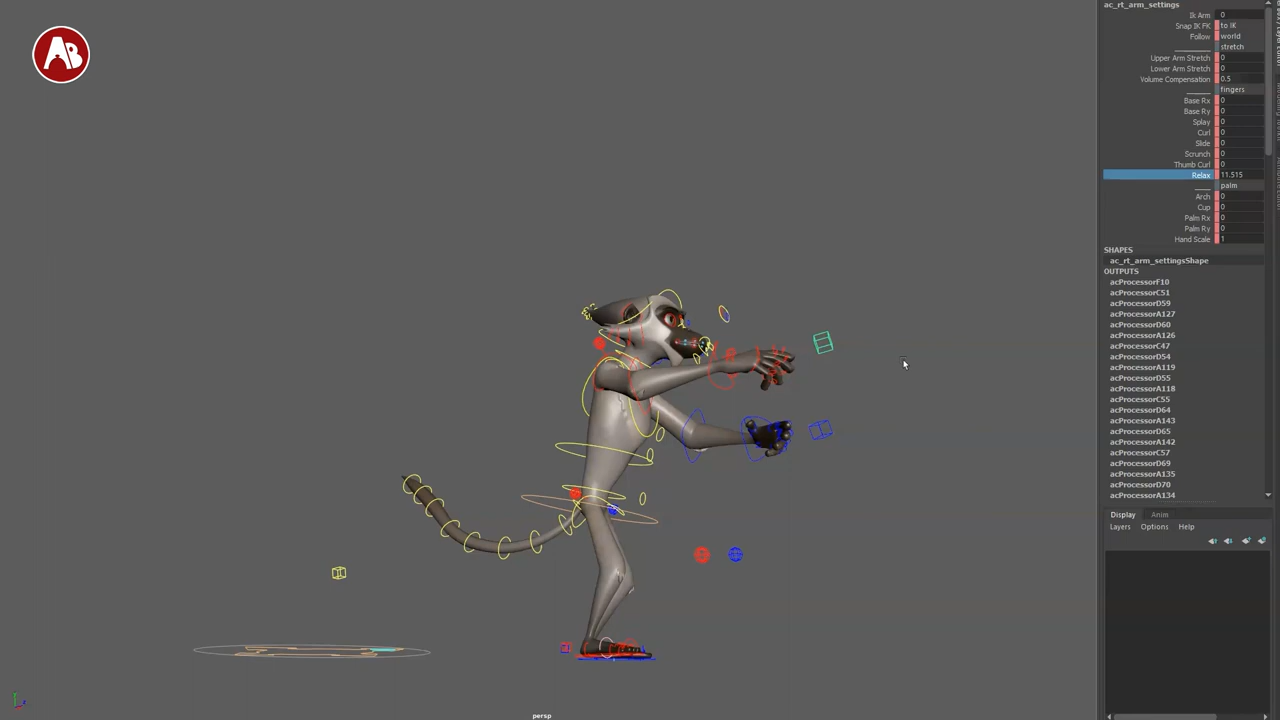 AB
ac_rt_arm_settings
Ik Arm 0
Snap IK FK to IK
Follow world
stretch
Upper Arm Stretch 0
Lower Arm Stretch 0
Volume Compensation 0.5
fingers
Base Rx 0
Base Ry 0
Splay 0
Curl 0
Slide 0
Scrunch 0
Thumb Curl 0
Relax 11.515
palm
Arch 0
Cup 0
Palm Rx 0
Palm Ry 0
Hand Scale 1
SHAPES
ac_rt_arm_settingsShape
OUTPUTS
acProcessorF10
acProcessorC51
acProcessorD59
acProcessorA127
acProcessorD60
acProcessorA126
acProcessorC47
acProcessorD54
acProcessorA119
acProcessorD55
acProcessorA118
acProcessorC55
acProcessorD64
acProcessorA143
acProcessorD65
acProcessorA142
acProcessorC57
acProcessorD69
acProcessorA135
acProcessorD70
acProcessorA134
Display Anim
Layers Options Help
persp